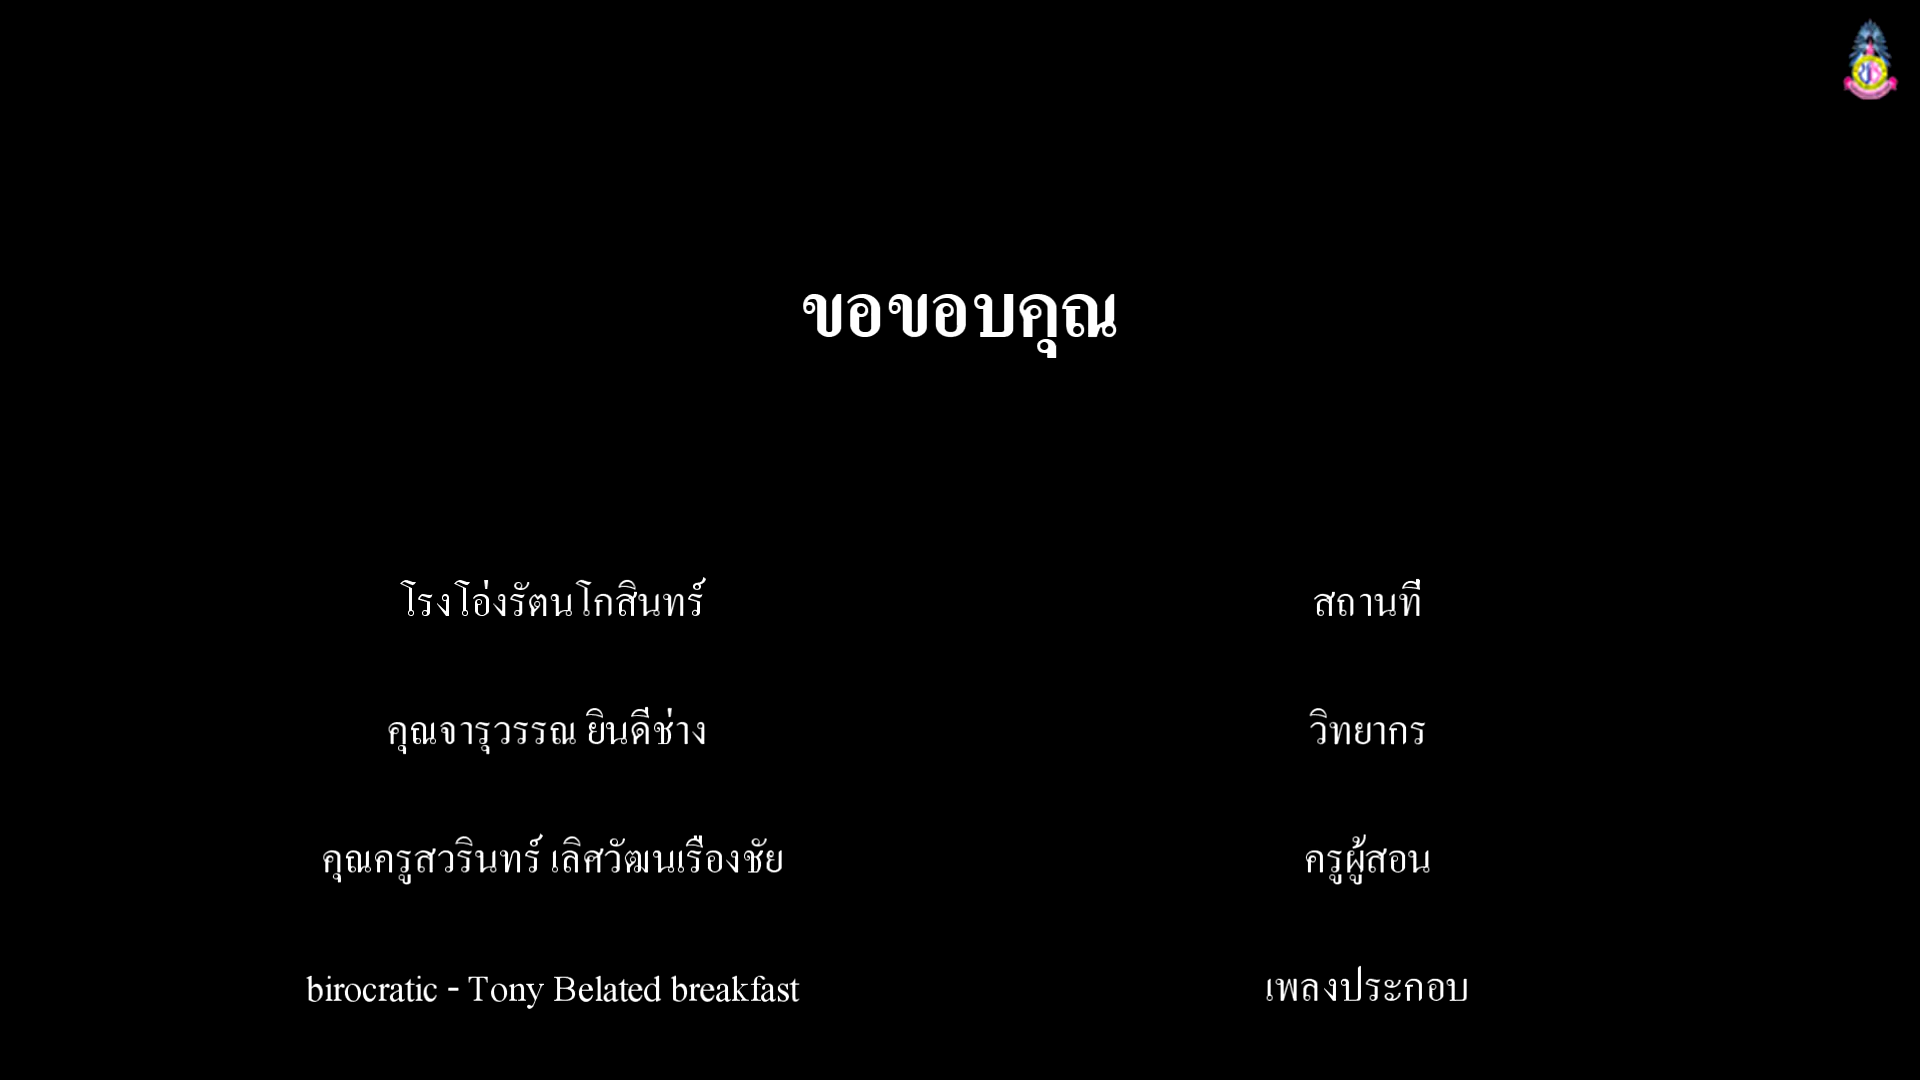 ขอขอบคุณ
โรงโอ่งรัตนโกสินทร์ สถานที่
คุณจารุวรรณ ยินดีช่าง วิทยากร
คุณครูสวรินทร์ เลิศวัฒนเรืองชัย ครูผู้สอน
birocratic - Tony Belated breakfast เพลงประกอบ